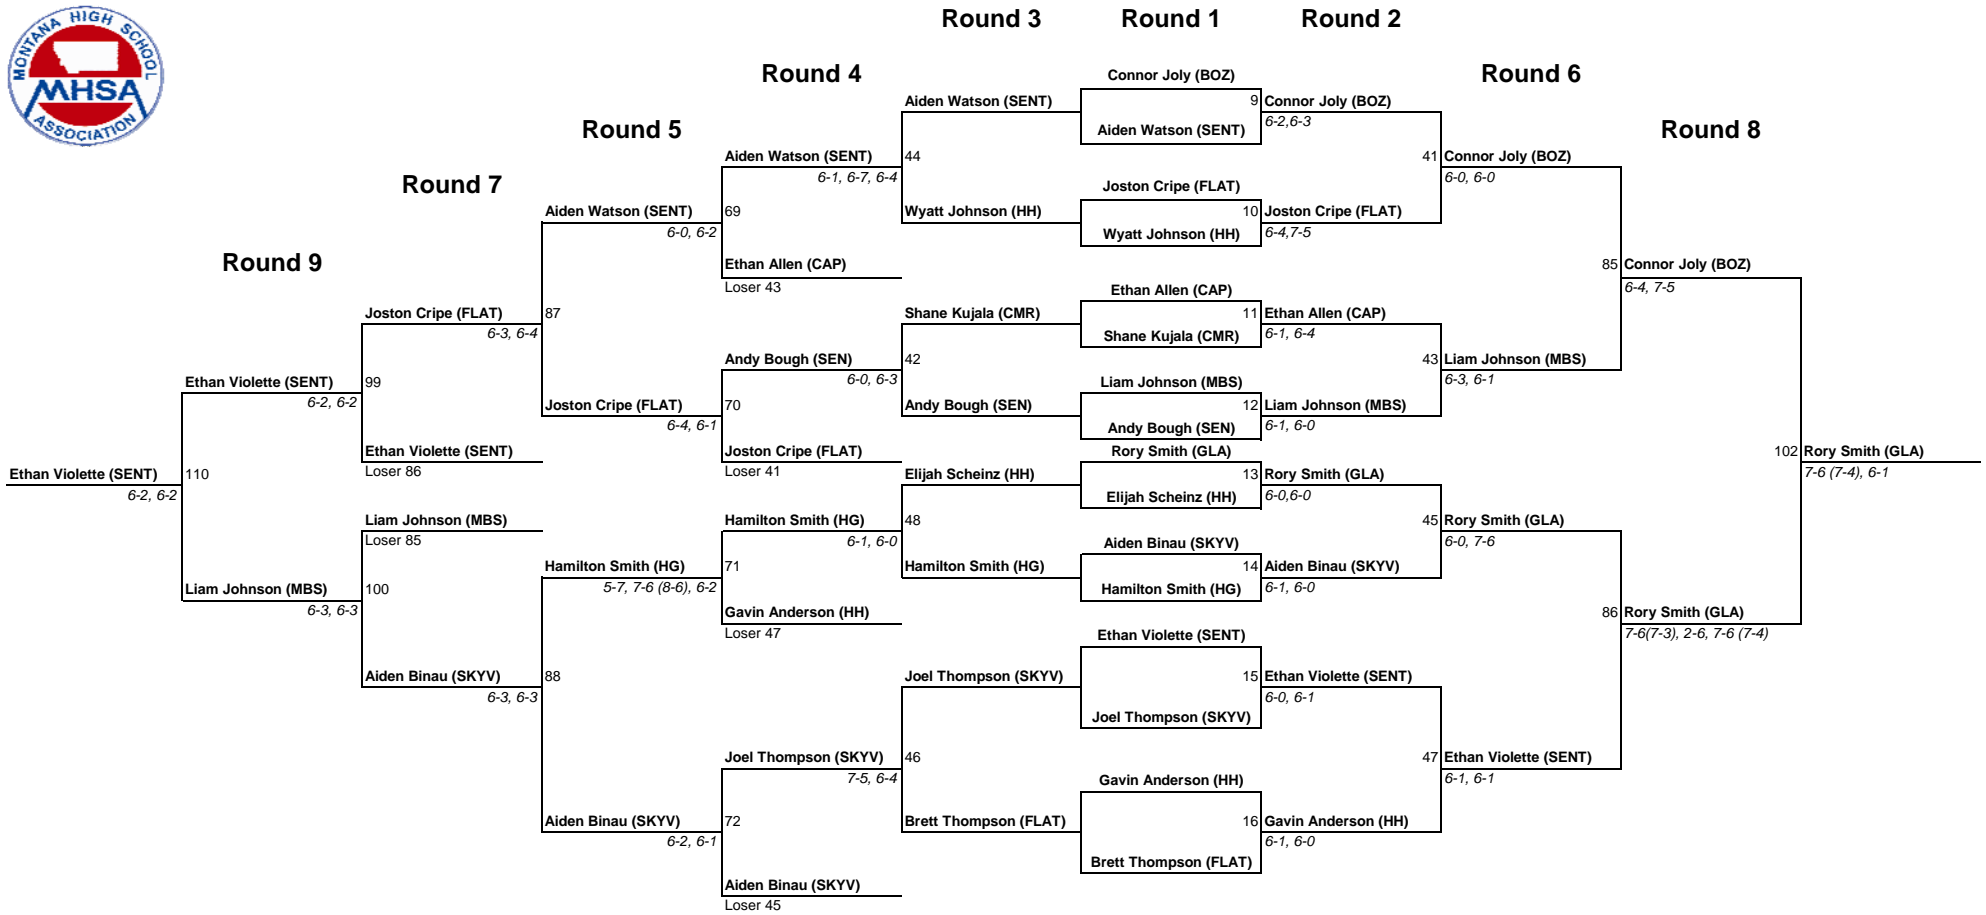 MONTANA HIGH SCHOOL
MHSA
ASSOCIATION
Round 3
Round 1
Round 2
Round 4
Round 6
Round 5
Round 8
Round 7
Round 9
Connor Joly (BOZ)
Aiden Watson (SENT)
9 Connor Joly (BOZ)
6-2,6-3
Aiden Watson (SENT)
Aiden Watson (SENT)
44
6-1, 6-7, 6-4
41 Connor Joly (BOZ)
6-0, 6-0
Joston Cripe (FLAT)
Aiden Watson (SENT)
69
6-0, 6-2
Wyatt Johnson (HH)
10 Joston Cripe (FLAT)
6-4,7-5
Wyatt Johnson (HH)
Ethan Allen (CAP)
Loser 43
85 Connor Joly (BOZ)
6-4, 7-5
Ethan Allen (CAP)
Joston Cripe (FLAT)
87
6-3, 6-4
Shane Kujala (CMR)
11 Ethan Allen (CAP)
6-1, 6-4
Shane Kujala (CMR)
Andy Bough (SEN)
42
6-0, 6-3
43 Liam Johnson (MBS)
6-3, 6-1
Ethan Violette (SENT)
99
6-2, 6-2
Liam Johnson (MBS)
Joston Cripe (FLAT)
70
6-4, 6-1
Andy Bough (SEN)
12 Liam Johnson (MBS)
6-1, 6-0
Andy Bough (SEN)
Ethan Violette (SENT)
Loser 86
Joston Cripe (FLAT)
Loser 41
Rory Smith (GLA)
102 Rory Smith (GLA)
7-6 (7-4), 6-1
Ethan Violette (SENT)
110
6-2, 6-2
Elijah Scheinz (HH)
13 Rory Smith (GLA)
6-0,6-0
Elijah Scheinz (HH)
Liam Johnson (MBS)
Loser 85
Hamilton Smith (HG)
48
6-1, 6-0
45 Rory Smith (GLA)
6-0, 7-6
Aiden Binau (SKYV)
Hamilton Smith (HG)
71
5-7, 7-6 (8-6), 6-2
Hamilton Smith (HG)
14 Aiden Binau (SKYV)
6-1, 6-0
Hamilton Smith (HG)
Liam Johnson (MBS)
100
6-3, 6-3
Gavin Anderson (HH)
Loser 47
86 Rory Smith (GLA)
7-6(7-3), 2-6, 7-6 (7-4)
Ethan Violette (SENT)
Aiden Binau (SKYV)
88
6-3, 6-3
Joel Thompson (SKYV)
15 Ethan Violette (SENT)
6-0, 6-1
Joel Thompson (SKYV)
Joel Thompson (SKYV)
46
7-5, 6-4
47 Ethan Violette (SENT)
6-1, 6-1
Gavin Anderson (HH)
Aiden Binau (SKYV)
72
6-2, 6-1
Brett Thompson (FLAT)
16 Gavin Anderson (HH)
6-1, 6-0
Brett Thompson (FLAT)
Aiden Binau (SKYV)
Loser 45